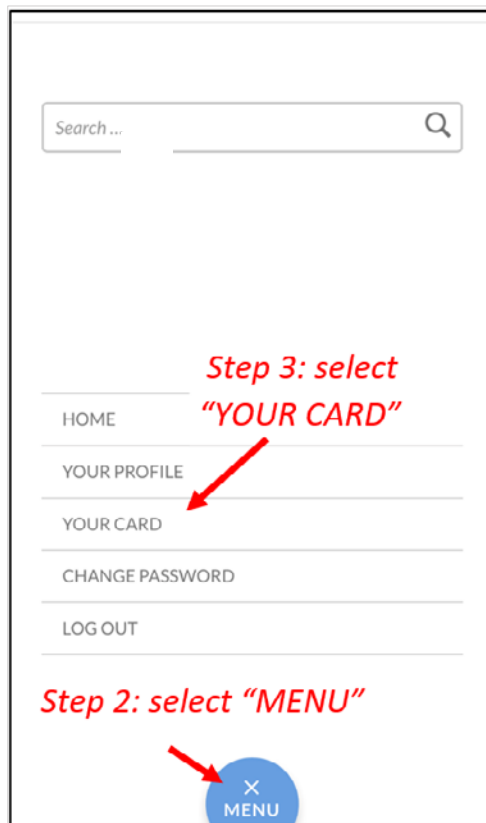 Search ...
Step 3: select
"YOUR CARD"
HOME
YOUR PROFILE
YOUR CARD
CHANGE PASSWORD
LOG OUT
Step 2: select “MENU”
MENU